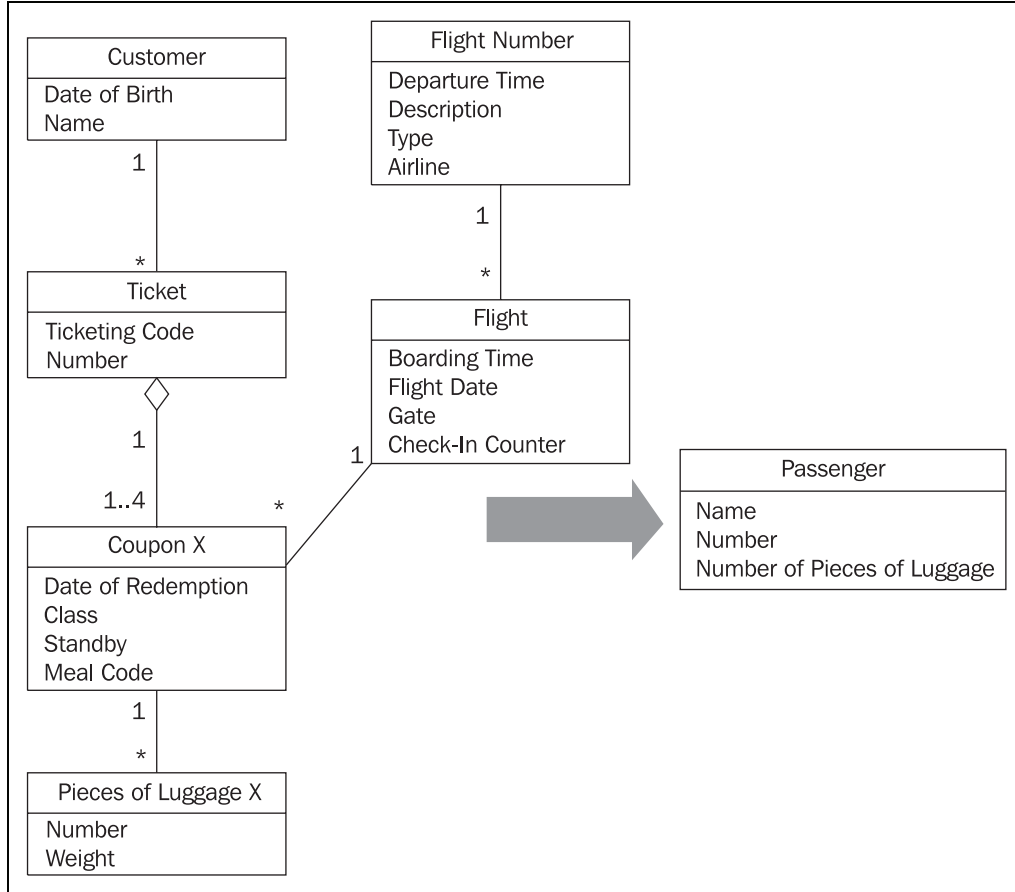 Customer
Date of Birth
Name
1
*
Ticket
Ticketing Code
Number
1
1..4
Coupon X
Date of Redemption
Class
Standby
Meal Code
1
*
Pieces of Luggage X
Number
Weight
Flight Number
Departure Time
Description
Type
Airline
1
*
Flight
Boarding Time
Flight Date
Gate
Check-In Counter
1
*
Passenger
Name
Number
Number of Pieces of Luggage